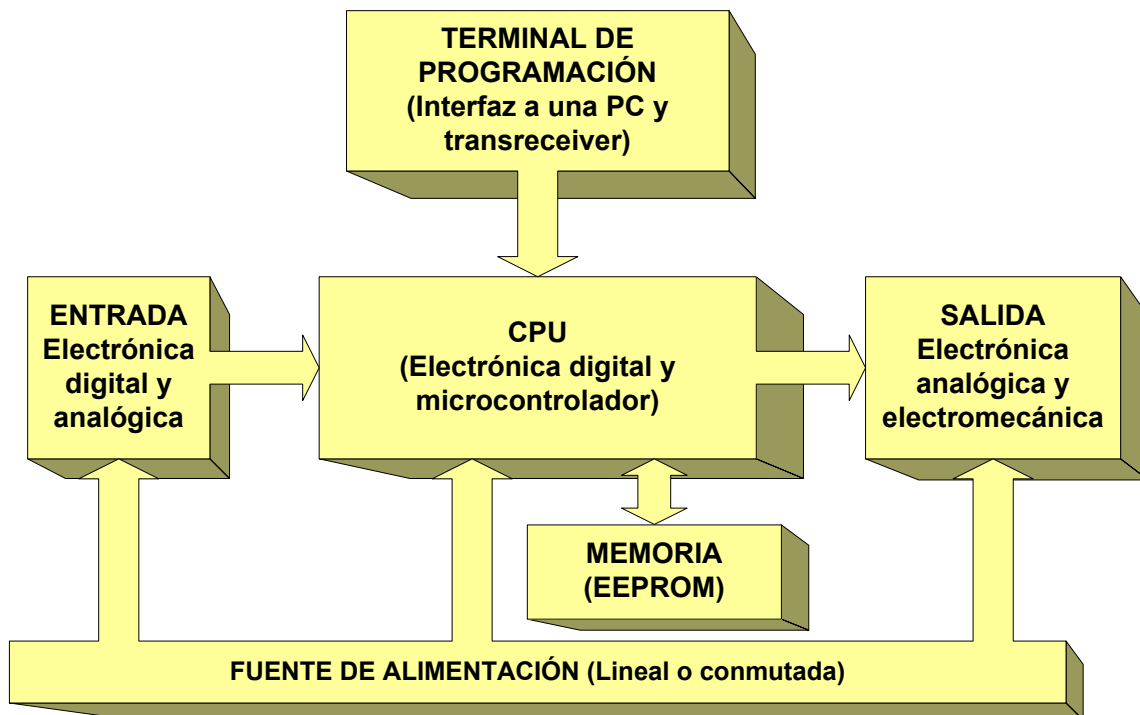 TERMINAL DE
PROGRAMACIÓN
(Interfaz a una PC y
transreceiver)
ENTRADA
Electrónica
digital y
analógica
CPU
(Electrónica digital y
microcontrolador)
SALIDA
Electrónica
analógica y
electromecánica
MEMORIA
(EEPROM)
FUENTE DE ALIMENTACIÓN (Lineal o conmutada)